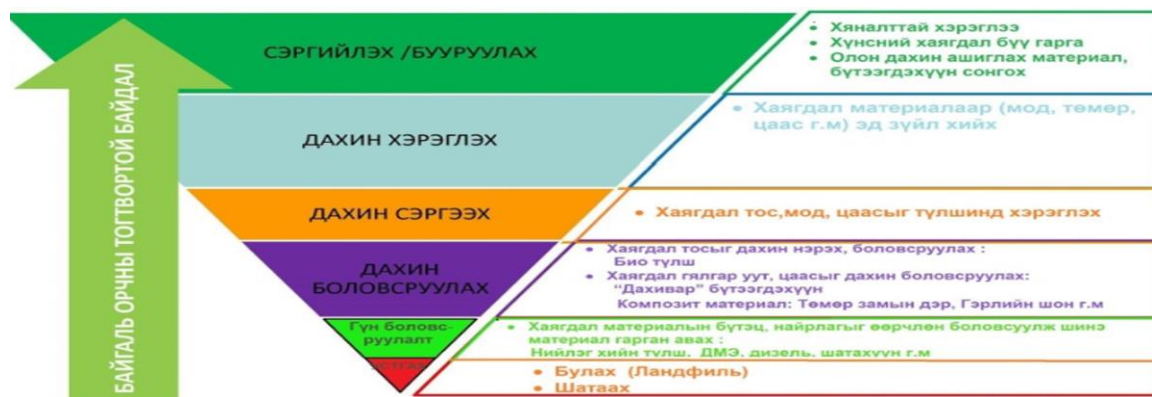 БАЙГАЛЬ ОРЧНЫ ТОГТВОРТОЙ БАЙДАЛ
СЭРГИЙЛЭХ /БУУРУУЛАХ
• Хяналттай хэрэглээ
• Хүнсний хаягдал бүү гарга
• Олон дахин ашиглах материал,
бүтээгдэхүүн сонгох
ДАХИН ХЭРЭГЛЭХ
• Хаягдал материалаар (мод, төмөр,
цаас г.м) эд зүйл хийх
ДАХИН СЭРГЭЭХ
• Хаягдал тос,мод, цаасыг түлшинд хэрэглэх
ДАХИН
БОЛОВСРУУЛАХ
• Хаягдал тосыг дахин нэрэх, боловсруулах :
Био түлш
• Хаягдал гялгар уут, цаасыг дахин боловсруулах:
“Дахивар” бүтээгдэхүүн
Композит материал: Төмөр замын дэр, Гэрлийн шон г.м
Гүн боловс-
руулалт
• Хаягдал материалын бүтэц, найрлагыг өөрчлөн боловсуулж шинэ
материал гарган авах :
Нийлэг хийн түлш, ДМЭ, дизель, шатахуун г.м
• Булах (Ландфиль)
• Шатаах